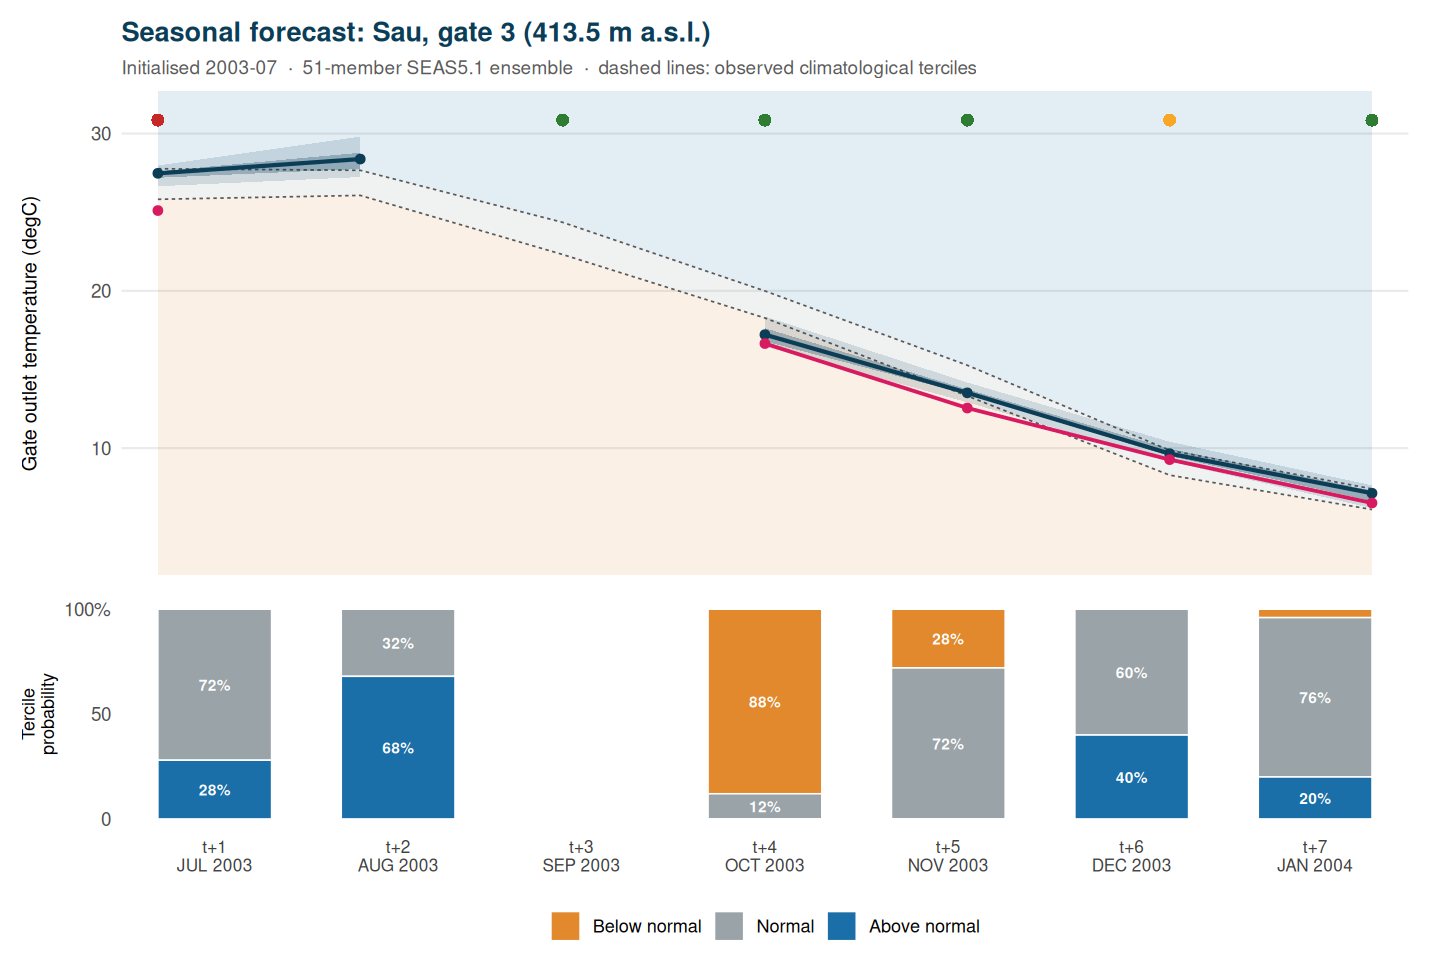 Seasonal forecast: Sau, gate 3 (413.5 m a.s.l.)
Initialised 2003-07 · 51-member SEAS5.1 ensemble · dashed lines: observed climatological terciles
Gate outlet temperature (degC)
30
20
10
Tercile
probability
100%
50
0
72%
28%
32%
68%
88%
12%
28%
72%
60%
40%
76%
20%
t+1
JUL 2003
t+2
AUG 2003
t+3
SEP 2003
t+4
OCT 2003
t+5
NOV 2003
t+6
DEC 2003
t+7
JAN 2004
Below normal
Normal
Above normal